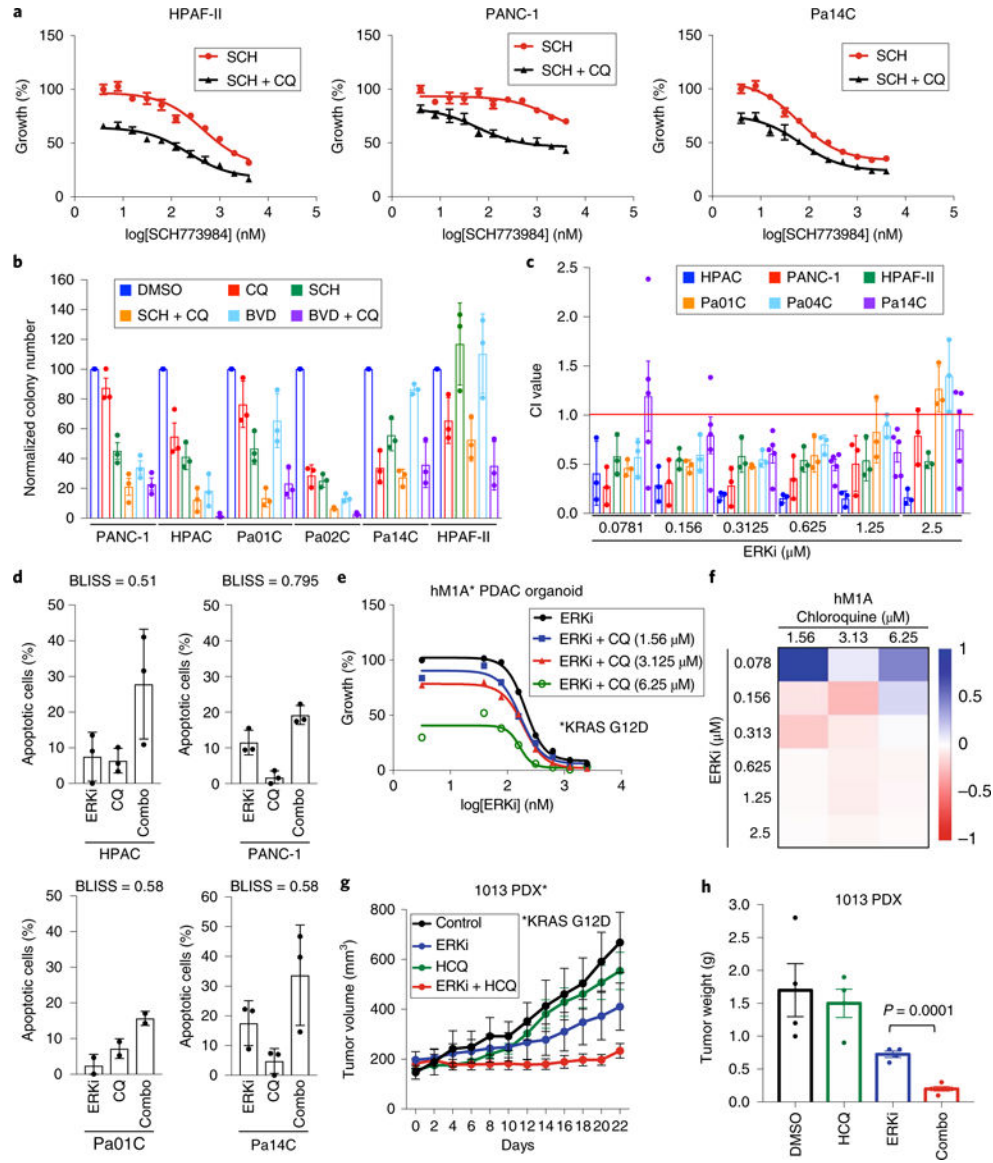 a
HPAF-II
PANC-1
Pa14C
SCH
SCH + CQ
SCH
SCH + CQ
SCH
SCH + CQ
Growth (%)
150
100
50
0
Growth (%)
150
100
50
0
Growth (%)
150
100
50
0
0 1 2 3 4 5
0 1 2 3 4 5
0 1 2 3 4 5
log[SCH773984] (nM)
log[SCH773984] (nM)
log[SCH773984] (nM)
b
DMSO CQ SCH
SCH + CQ BVD BVD + CQ
Normalized colony number
160
140
120
100
80
60
40
20
0
PANC-1 HPAC Pa01C Pa02C Pa14C HPAF-II
c
HPAC PANC-1 HPAF-II
Pa01C Pa04C Pa14C
CI value
2.5
2.0
1.5
1.0
0.5
0
0.0781 0.156 0.3125 0.625 1.25 2.5
ERKi (μM)
d
BLISS = 0.51
BLISS = 0.795
Apoptotic cells (%)
50
40
30
20
10
0
ERKi CQ Combo
HPAC
Apoptotic cells (%)
50
40
30
20
10
0
ERKi CQ Combo
PANC-1
BLISS = 0.58
BLISS = 0.58
Apoptotic cells (%)
50
40
30
20
10
0
ERKi CQ Combo
Pa01C
Apoptotic cells (%)
50
40
30
20
10
0
ERKi CQ Combo
Pa14C
e
hM1A* PDAC organoid
ERKi
ERKi + CQ (1.56 μM)
ERKi + CQ (3.125 μM)
ERKi + CQ (6.25 μM)
*KRAS G12D
Growth (%)
150
100
50
0
0 1 2 3 4
log[ERKi] (nM)
f
hM1A
Chloroquine (μM)
1.56 3.13 6.25
ERKi (μM)
0.078
0.156
0.313
0.625
1.25
2.5
1
0.5
0
−0.5
−1
g
1013 PDX*
Control
ERKi
HCQ
ERKi + HCQ
*KRAS G12D
Tumor volume (mm3)
800
600
400
200
0
0 2 4 6 8 10 12 14 16 18 20 22
Days
h
1013 PDX
P = 0.0001
Tumor weight (g)
3.0
2.5
2.0
1.5
1.0
0.5
0.0
DMSO HCQ ERKi Combo